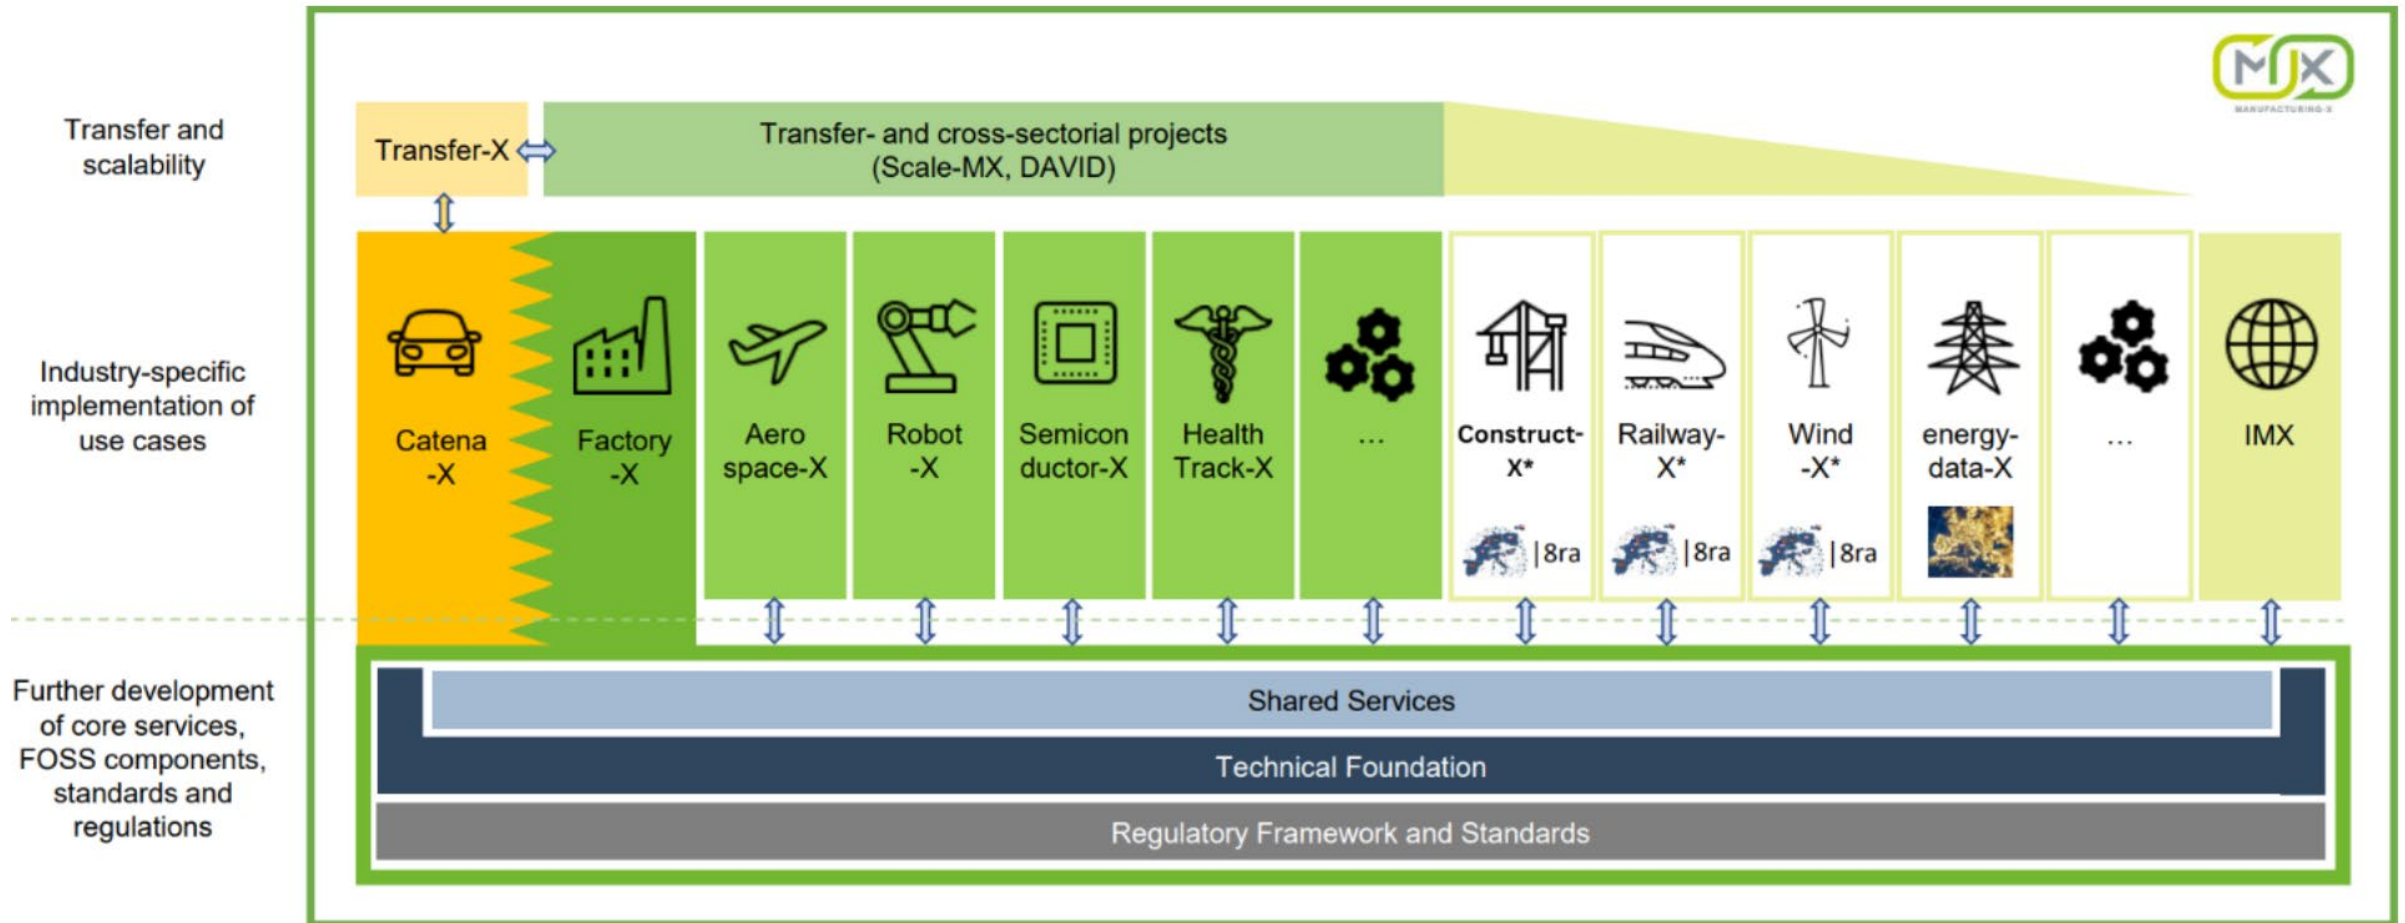 MX
MANUFACTURING-X
Transfer and
scalability
Transfer-X
Transfer- and cross-sectorial projects
(Scale-MX, DAVID)
Industry-specific
implementation of
use cases
Catena
-X
Factory
-X
Aero
space-X
Robot
-X
Semicon
ductor-X
Health
Track-X
...
Construct-
X*
|8ra
Railway-
X*
|8ra
Wind
-X*
|8ra
energy-
data-X
...
IMX
Further development
of core services,
FOSS components,
standards and
regulations
Shared Services
Technical Foundation
Regulatory Framework and Standards